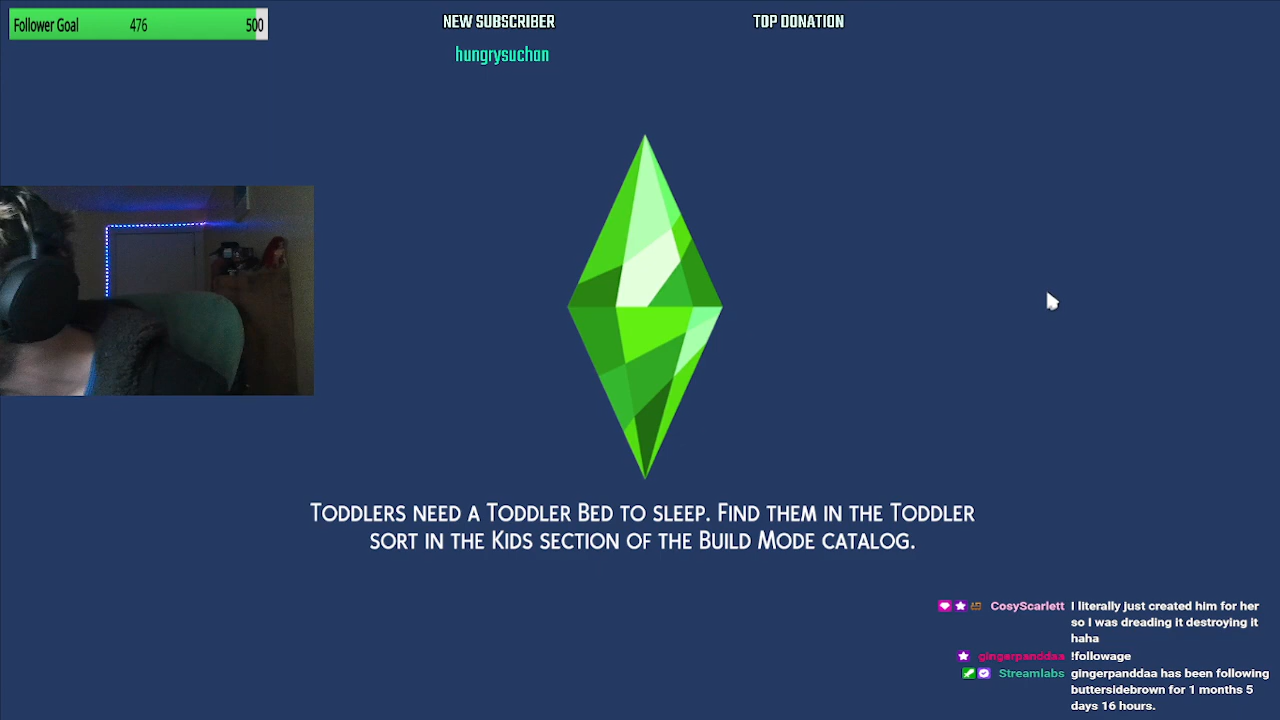 Follower Goal 476 500
NEW SUBSCRIBER
TOP DONATION
hungrysuchan
TODDLERS NEED A TODDLER BED TO SLEEP. FIND THEM IN THE TODDLER
SORT IN THE KIDS SECTION OF THE BUILD MODE CATALOG.
CosyScarlett I literally just created him for her
so I was dreading it destroying it
haha
gingerpanddaa !followage
Streamlabs gingerpanddaa has been following
buttersidebrown for 1 months 5
days 16 hours.